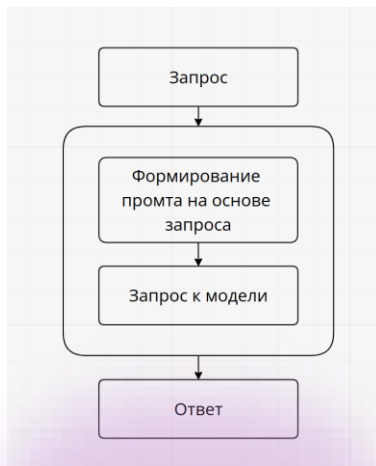 Запрос
Формирование
промта на основе
запроса
Запрос к модели
Ответ